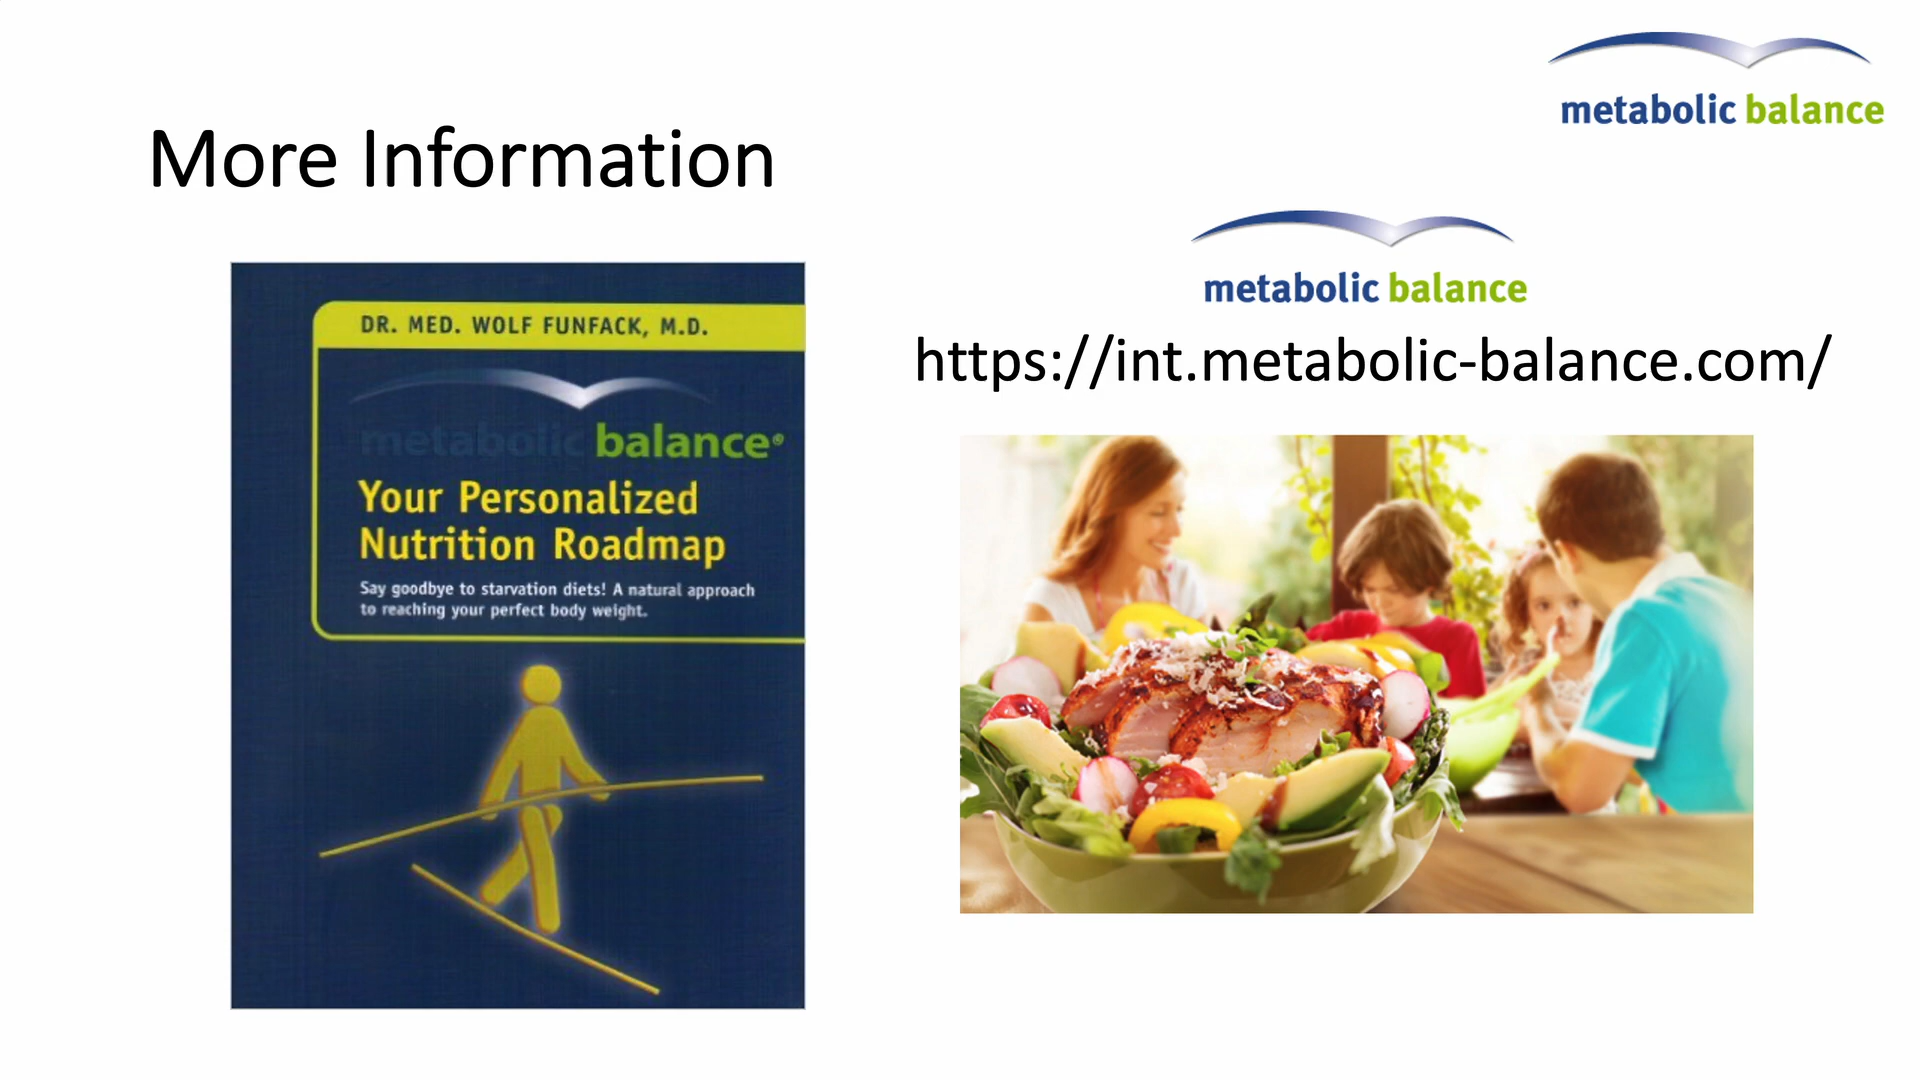 metabolic balance
More Information
DR. MED. WOLF FUNFACK, M.D.
metabolic balance®
Your Personalized
Nutrition Roadmap
Say goodbye to starvation diets! A natural approach
to reaching your perfect body weight.
metabolic balance
https://int.metabolic-balance.com/